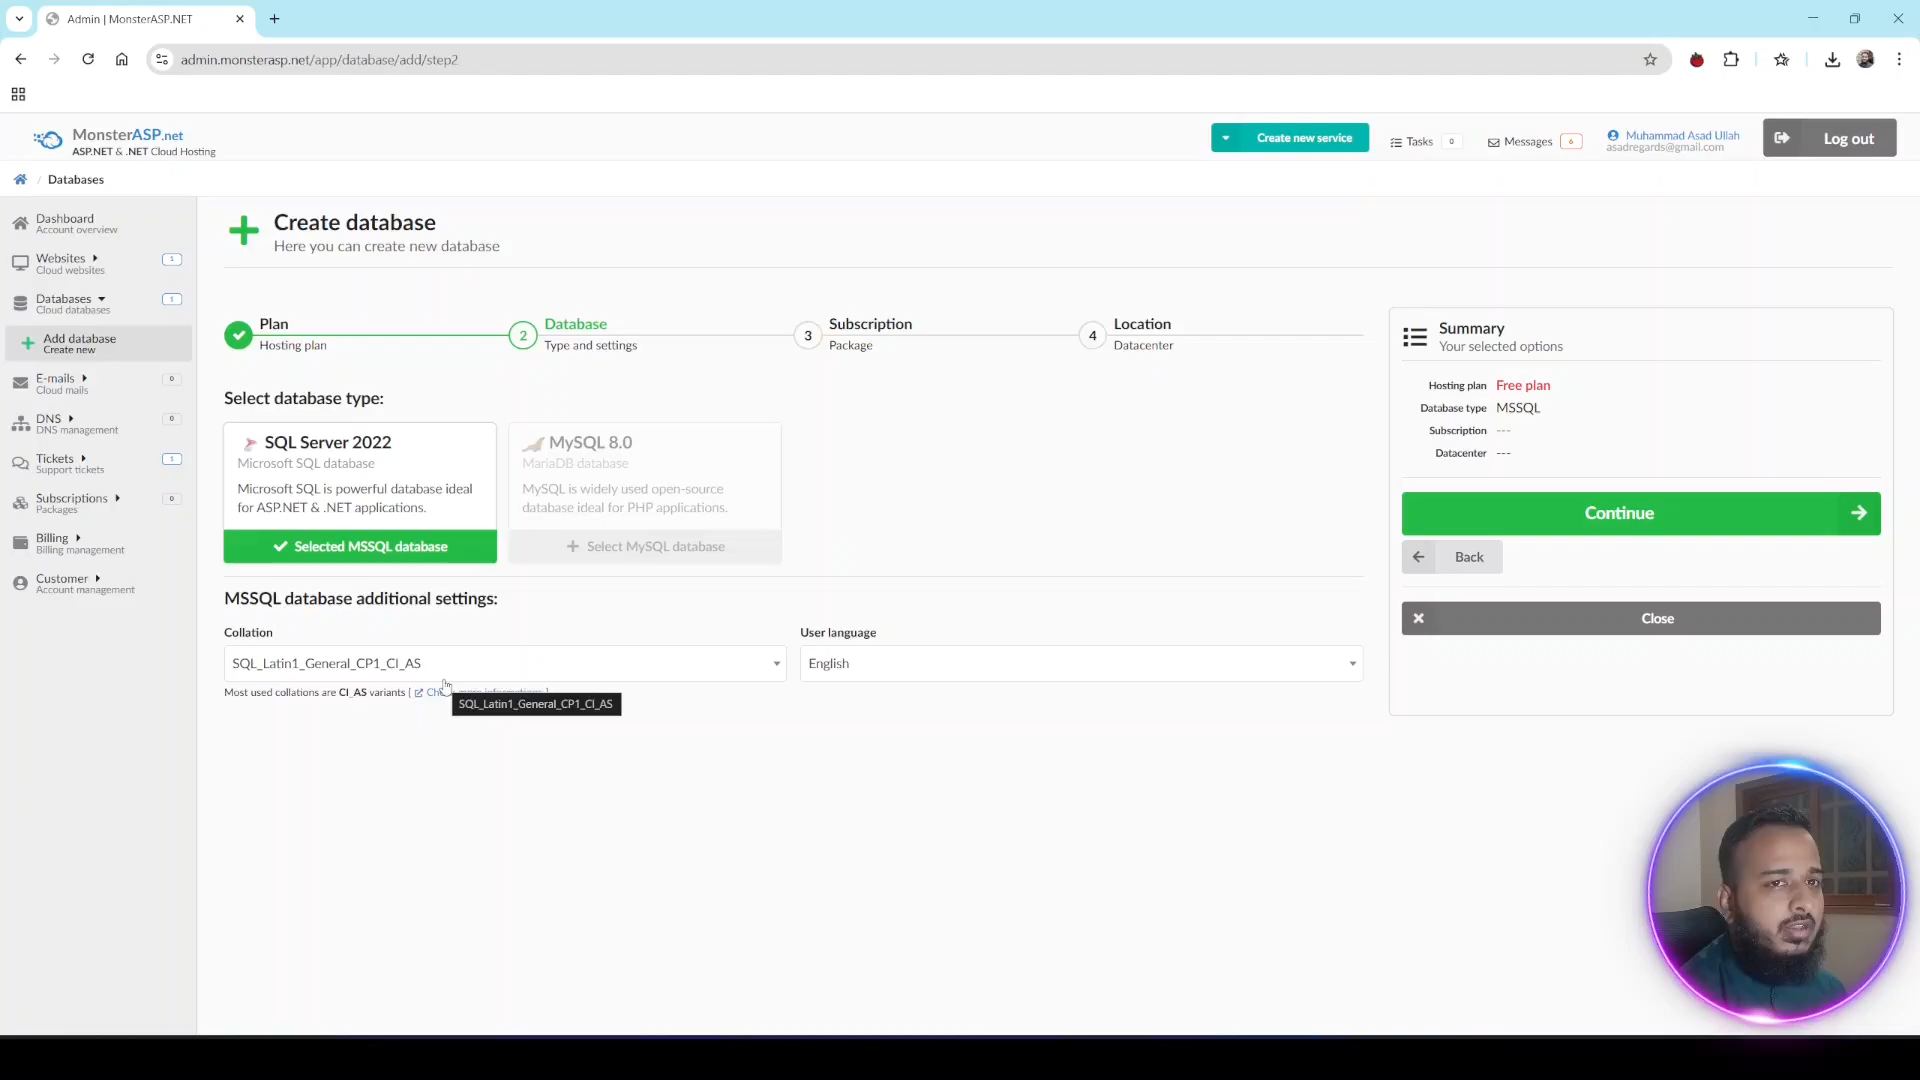 Admin | MonsterASP.NET
admin.monsterasp.net/app/database/add/step2
MonsterASP.net
ASP.NET & .NET Cloud Hosting
Create new service
Tasks 0
Messages 6
Muhammad Asad Ullah
asadregards@gmail.com
Log out
/ Databases
Dashboard
Account overview
Websites 1
Cloud websites
Databases 1
Cloud databases
Add database
Create new
E-mails 0
Cloud mails
DNS 0
DNS management
Tickets 1
Support tickets
Subscriptions 0
Packages
Billing
Billing management
Customer
Account management
Create database
Here you can create new database
Plan
Hosting plan
2 Database
Type and settings
3 Subscription
Package
4 Location
Datacenter
Select database type:
SQL Server 2022
Microsoft SQL database
Microsoft SQL is powerful database ideal
for ASP.NET & .NET applications.
Selected MSSQL database
MySQL 8.0
MariaDB database
MySQL is widely used open-source
database ideal for PHP applications.
Select MySQL database
MSSQL database additional settings:
Collation
SQL_Latin1_General_CP1_CI_AS
Most used collations are CI_AS variants [
SQL_Latin1_General_CP1_CI_AS
User language
English
Summary
Your selected options
Hosting plan Free plan
Database type MSSQL
Subscription ---
Datacenter ---
Continue
Back
Close